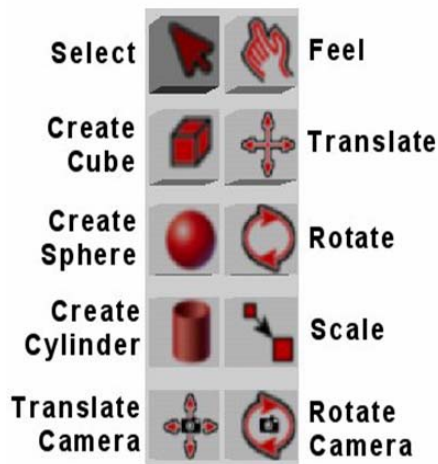 Select
Feel
Create
Cube
Translate
Create
Sphere
Rotate
Create
Cylinder
Scale
Translate
Camera
Rotate
Camera